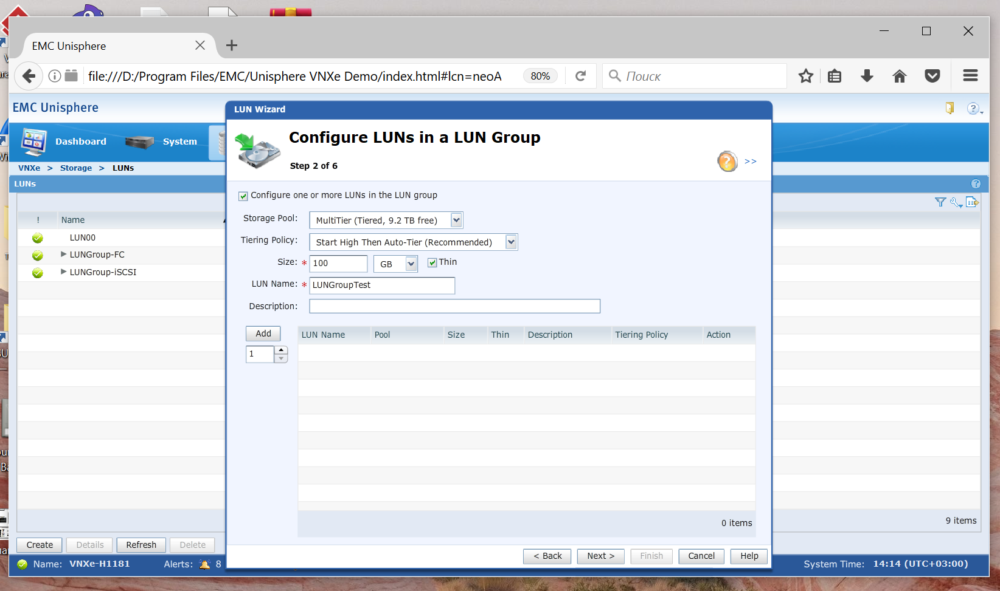 EMC Unisphere
file:///D:/Program Files/EMC/Unisphere VNXe Demo/index.html#lcn=neoA
80%
Поиск
EMC Unisphere
Dashboard
System
VNXe > Storage > LUNs
LUNs
! Name
LUN00
LUNGroup-FC
LUNGroup-iSCSI
9 items
Create Details Refresh Delete
Name: VNXe-H1181 Alerts: 8
System Time: 14:14 (UTC+03:00)
LUN Wizard
Configure LUNs in a LUN Group
Step 2 of 6
>>
Configure one or more LUNs in the LUN group
Storage Pool: MultiTier (Tiered, 9.2 TB free)
Tiering Policy: Start High Then Auto-Tier (Recommended)
Size: * 100 GB Thin
LUN Name: * LUNGroupTest
Description:
Add
1
LUN Name Pool Size Thin Description Tiering Policy Action
0 items
< Back Next > Finish Cancel Help